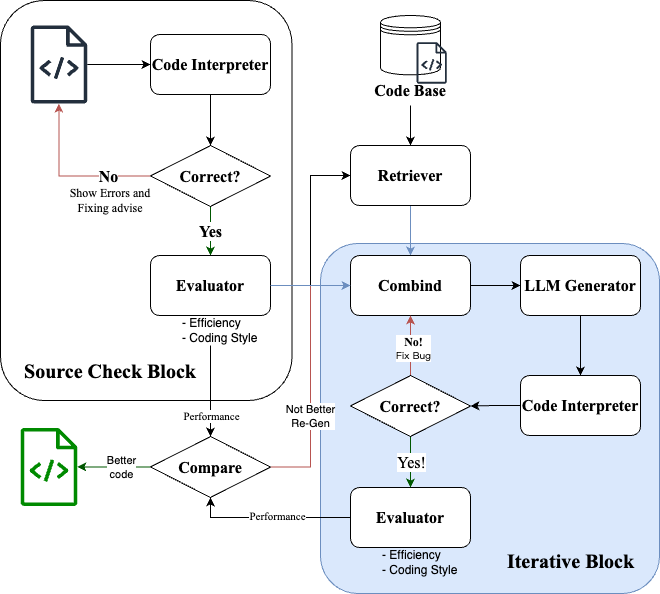 </>
Code Interpreter
</>
Code Base
Correct?
No
Show Errors and
Fixing advise
Retriever
Yes
Evaluator
- Efficiency
- Coding Style
Source Check Block
Combind
LLM Generator
No!
Fix Bug
Correct?
Code Interpreter
Performance
Not Better
Re-Gen
</>
Better
code
Compare
Yes!
Performance
Evaluator
- Efficiency
- Coding Style
Iterative Block